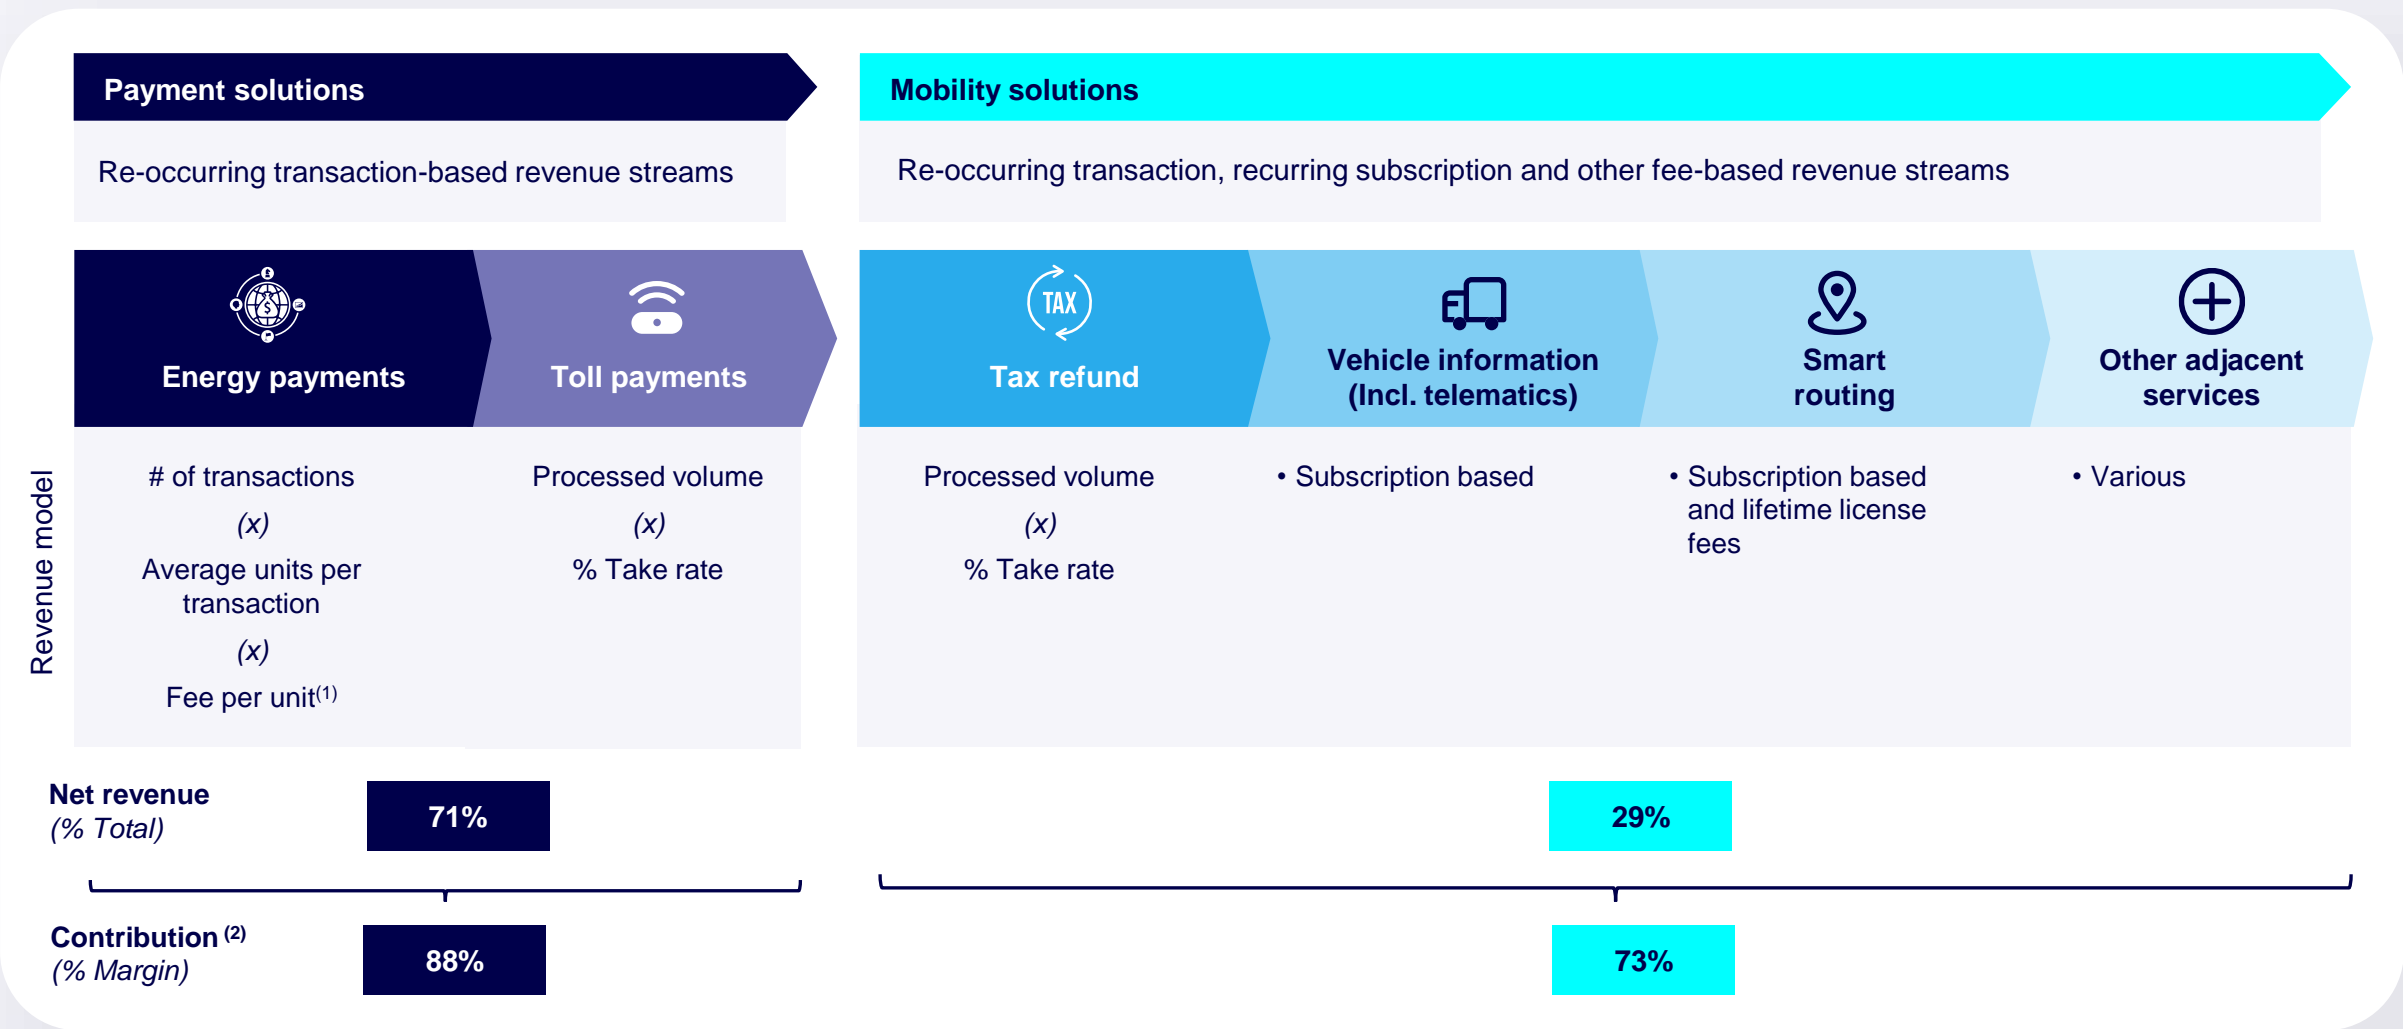 Payment solutions
Re-occurring transaction-based revenue streams
Mobility solutions
Re-occurring transaction, recurring subscription and other fee-based revenue streams
Energy payments
Toll payments
TAX
Tax refund
Vehicle information
(Incl. telematics)
Smart
routing
Other adjacent
services
Revenue model
# of transactions
(x)
Average units per
transaction
(x)
Fee per unit(1)
Processed volume
(x)
% Take rate
Processed volume
(x)
% Take rate
• Subscription based
• Subscription based
and lifetime license
fees
• Various
Net revenue
(% Total)
71%
29%
Contribution (2)
(% Margin)
88%
73%